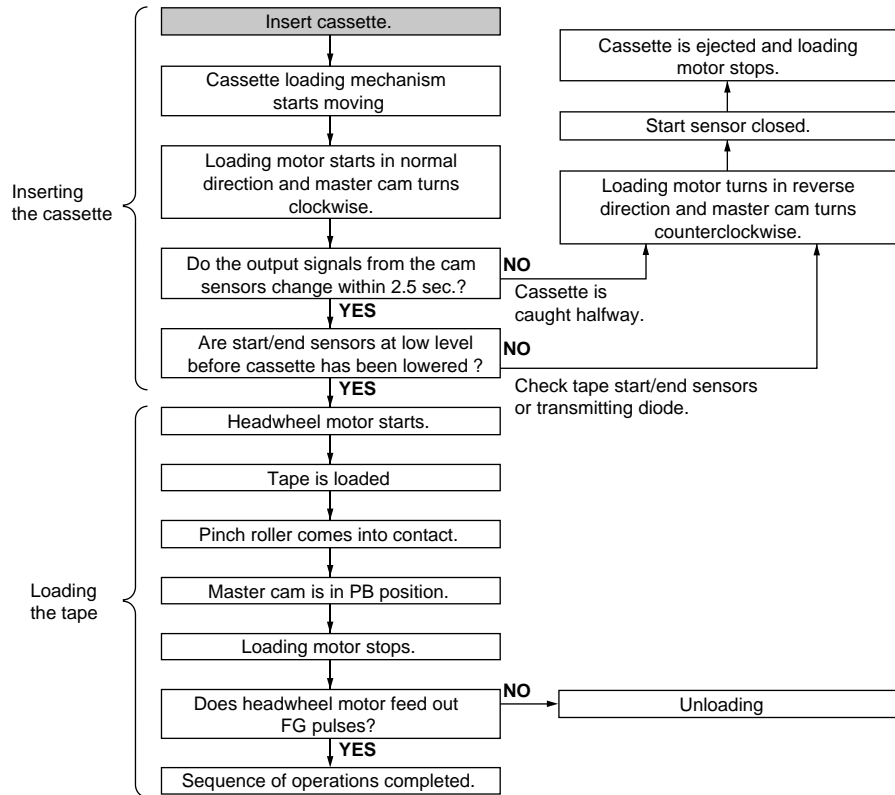 Insert cassette.
Cassette loading mechanism
starts moving
Loading motor starts in normal
direction and master cam turns
clockwise.
Inserting
the cassette
Do the output signals from the cam
sensors change within 2.5 sec.?
NO
Cassette is
caught halfway.
YES
Are start/end sensors at low level
before cassette has been lowered ?
NO
Check tape start/end sensors
or transmitting diode.
YES
Cassette is ejected and loading
motor stops.
Start sensor closed.
Loading motor turns in reverse
direction and master cam turns
counterclockwise.
Headwheel motor starts.
Tape is loaded
Pinch roller comes into contact.
Loading
the tape
Master cam is in PB position.
Loading motor stops.
Does headwheel motor feed out
FG pulses?
NO
Unloading
YES
Sequence of operations completed.